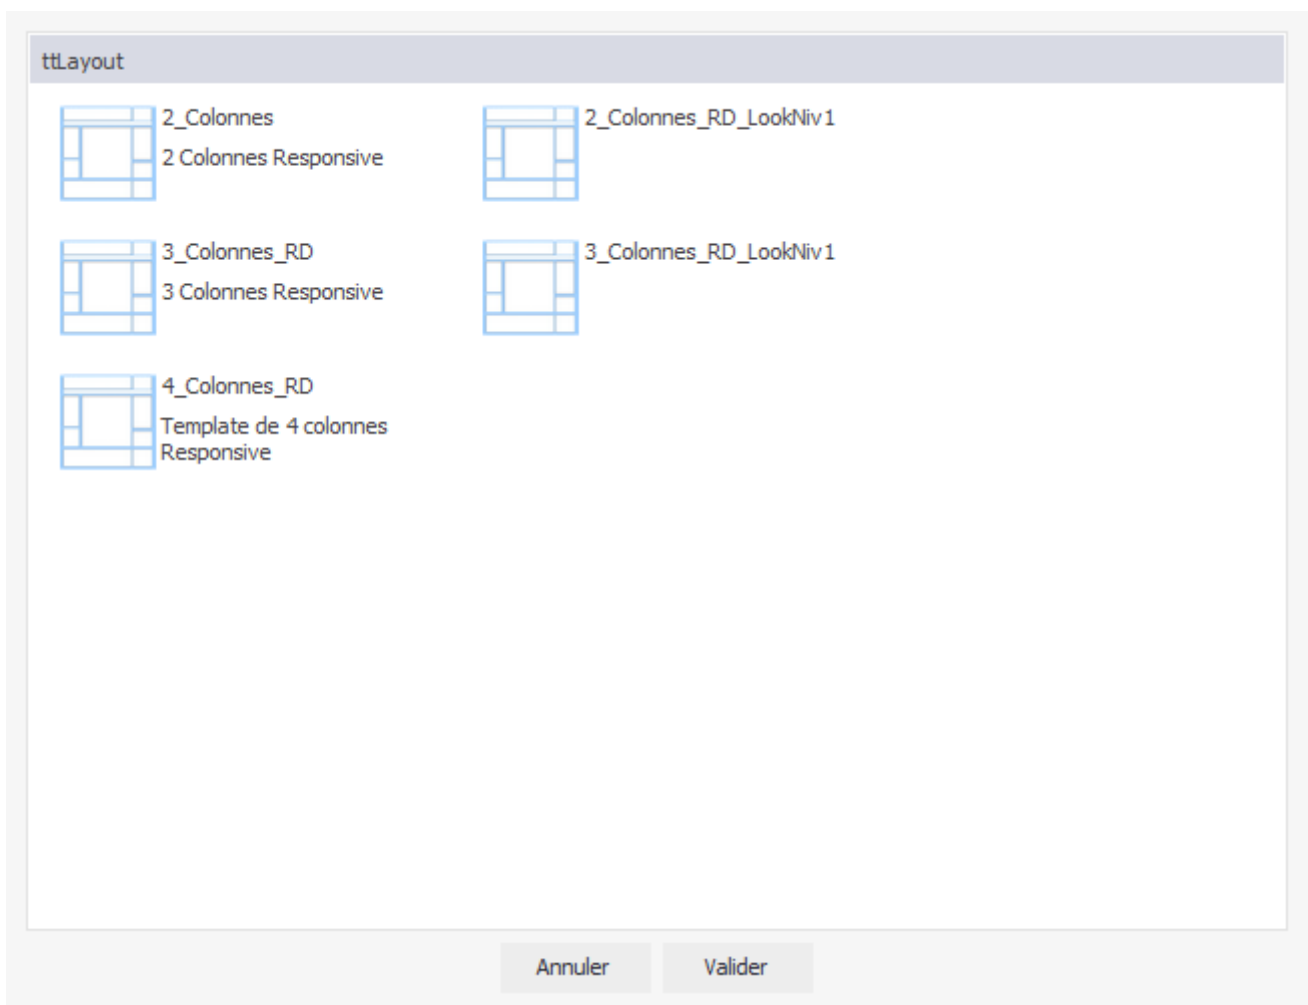 ttLayout
2_Colonnes
2 Colonnes Responsive
2_Colonnes_RD_LookNiv1
3_Colonnes_RD
3 Colonnes Responsive
3_Colonnes_RD_LookNiv1
4_Colonnes_RD
Template de 4 colonnes
Responsive
Annuler
Valider